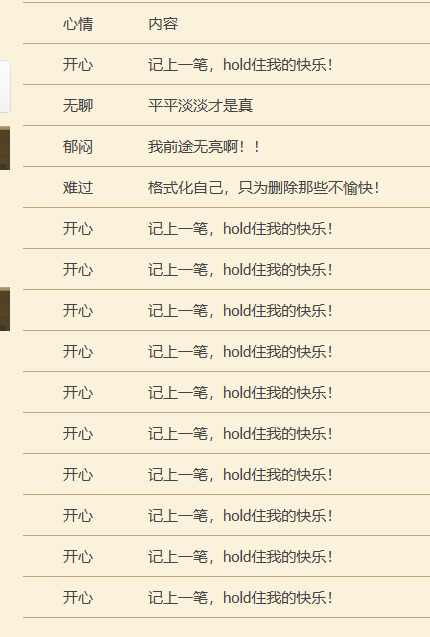 心情 内容
开心 记上一笔，hold住我的快乐！
无聊 平平淡淡才是真
郁闷 我前途无亮啊！！
难过 格式化自己，只为删除那些不愉快！
开心 记上一笔，hold住我的快乐！
开心 记上一笔，hold住我的快乐！
开心 记上一笔，hold住我的快乐！
开心 记上一笔，hold住我的快乐！
开心 记上一笔，hold住我的快乐！
开心 记上一笔，hold住我的快乐！
开心 记上一笔，hold住我的快乐！
开心 记上一笔，hold住我的快乐！
开心 记上一笔，hold住我的快乐！
开心 记上一笔，hold住我的快乐！